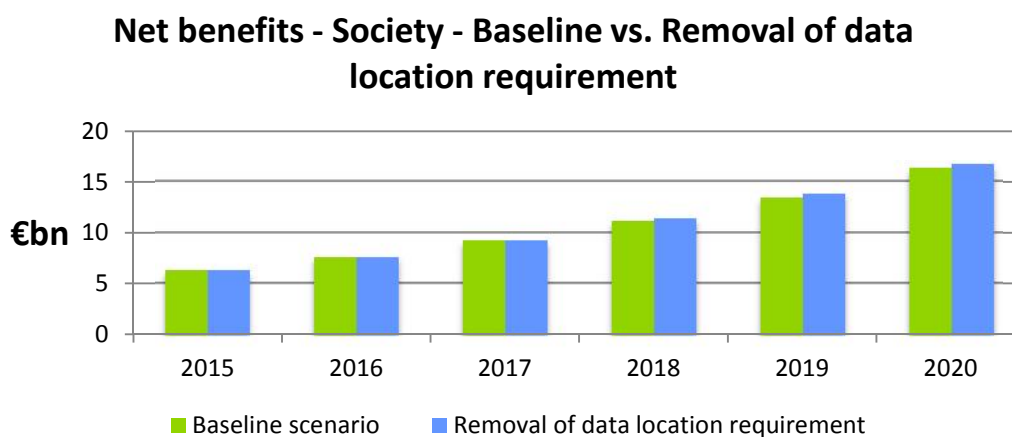 Net benefits - Society - Baseline vs. Removal of data
location requirement
20
15
€bn
10
5
0
2015 2016 2017 2018 2019 2020
Baseline scenario Removal of data location requirement